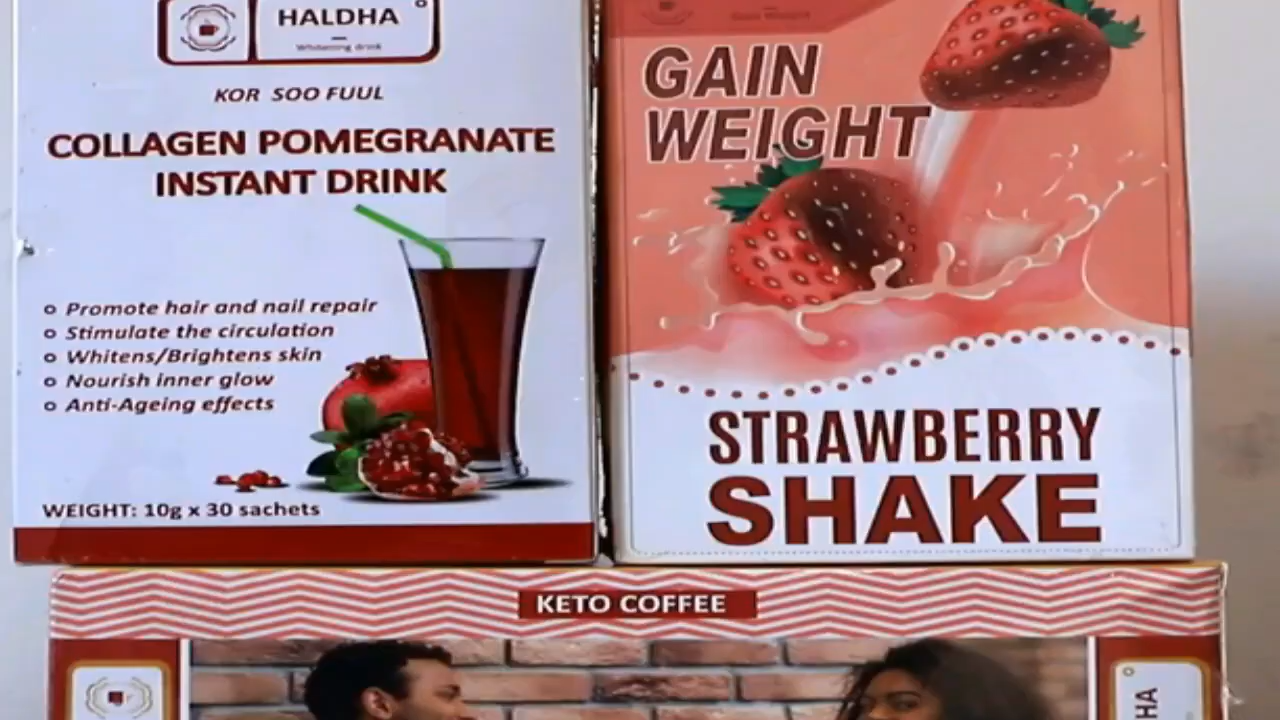 HALDHA
Whitening drink
KOR SOO FUUL
COLLAGEN POMEGRANATE
INSTANT DRINK
o Promote hair and nail repair
o Stimulate the circulation
o Whitens/Brightens skin
o Nourish inner glow
o Anti-Ageing effects
WEIGHT: 10g x 30 sachets
Gain Weight
GAIN
WEIGHT
STRAWBERRY
SHAKE
KETO COFFEE
HA